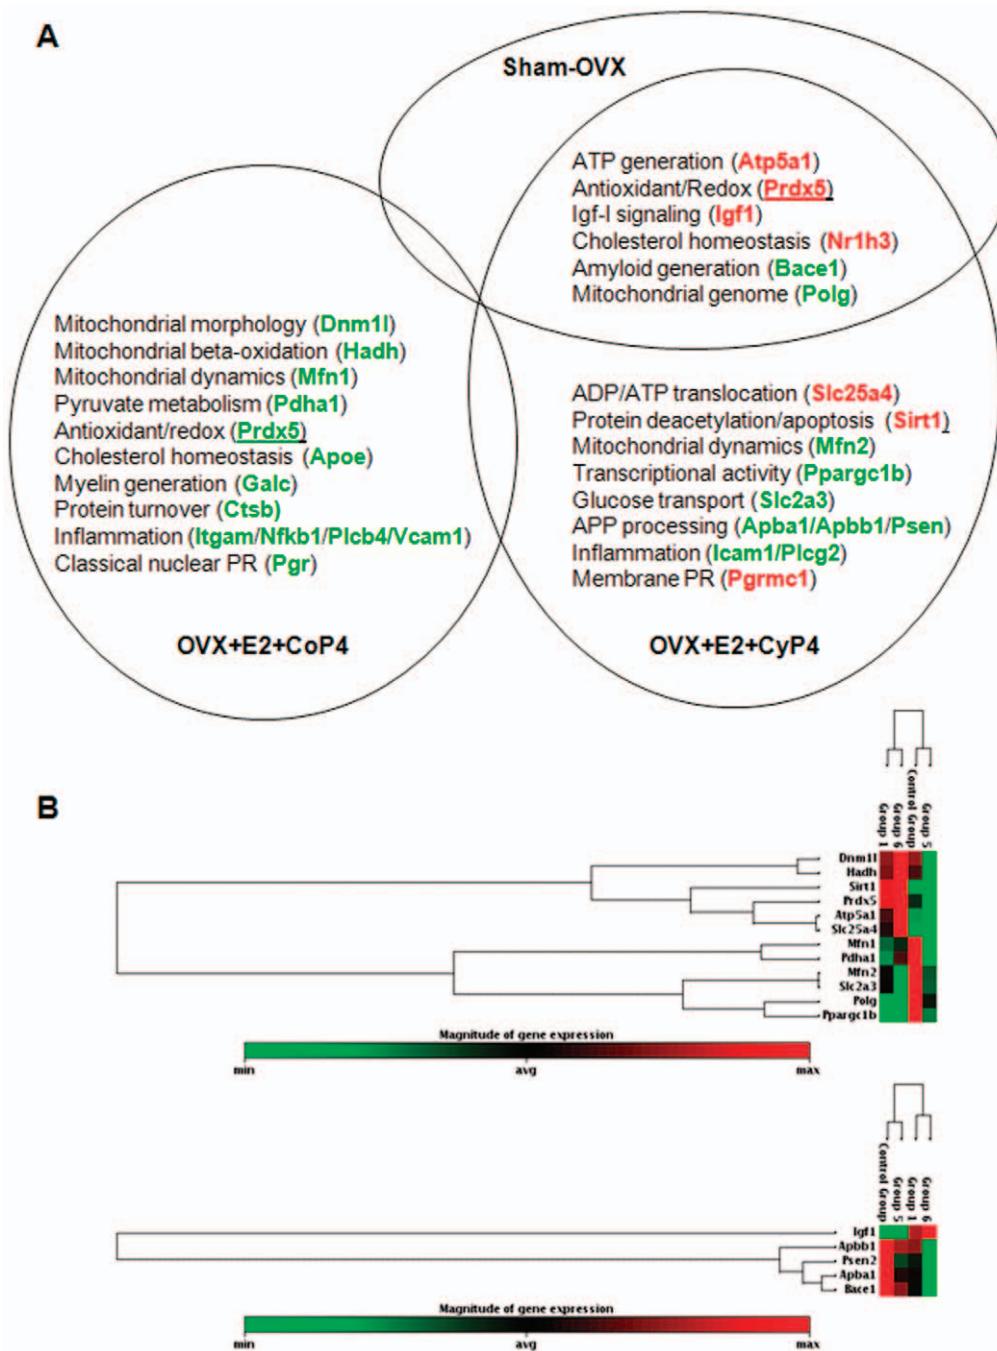 A
Sham-OVX
ATP generation (Atp5a1)
Antioxidant/Redox (Prdx5)
Igf-I signaling (Igf1)
Cholesterol homeostasis (Nr1h3)
Amyloid generation (Bace1)
Mitochondrial genome (Polg)
Mitochondrial morphology (Dnm1l)
Mitochondrial beta-oxidation (Hadh)
Mitochondrial dynamics (Mfn1)
Pyruvate metabolism (Pdha1)
Antioxidant/redox (Prdx5)
Cholesterol homeostasis (Apoe)
Myelin generation (Galc)
Protein turnover (Ctsb)
Inflammation (Itgam/Nfkb1/Plcb4/Vcam1)
Classical nuclear PR (Pgr)
OVX+E2+CoP4
ADP/ATP translocation (Slc25a4)
Protein deacetylation/apoptosis (Sirt1)
Mitochondrial dynamics (Mfn2)
Transcriptional activity (Ppargc1b)
Glucose transport (Slc2a3)
APP processing (Apba1/Apbb1/Psen)
Inflammation (Icam1/Plcg2)
Membrane PR (Pgrmc1)
OVX+E2+CyP4
B
Group 1
Group 6
Control Group
Group 5
Dnm1l
Hadh
Sirt1
Prdx5
Atp5a1
Slc25a4
Mfn1
Pdha1
Mfn2
Slc2a3
Polg
Ppargc1b
Magnitude of gene expression
min avg max
Control Group
Group 5
Group 1
Group 6
Igf1
Apbb1
Psen2
Apba1
Bace1
Magnitude of gene expression
min avg max